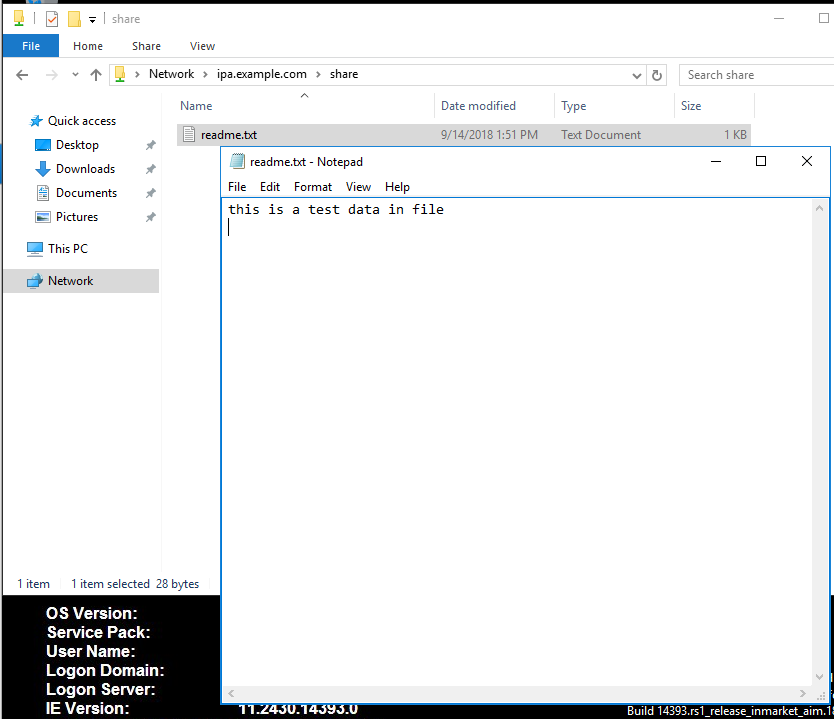 share
File Home Share View
Network ipa.example.com share
Search share
Name Date modified Type Size
Quick access
Desktop
Downloads
Documents
Pictures
This PC
Network
readme.txt 9/14/2018 1:51 PM Text Document 1 KB
readme.txt - Notepad
File Edit Format View Help
this is a test data in file
1 item 1 item selected 28 bytes
OS Version:
Service Pack:
User Name:
Logon Domain:
Logon Server:
IE Version: 11.2430.14393.0
Build 14393.rs1_release_inmarket_aim.18